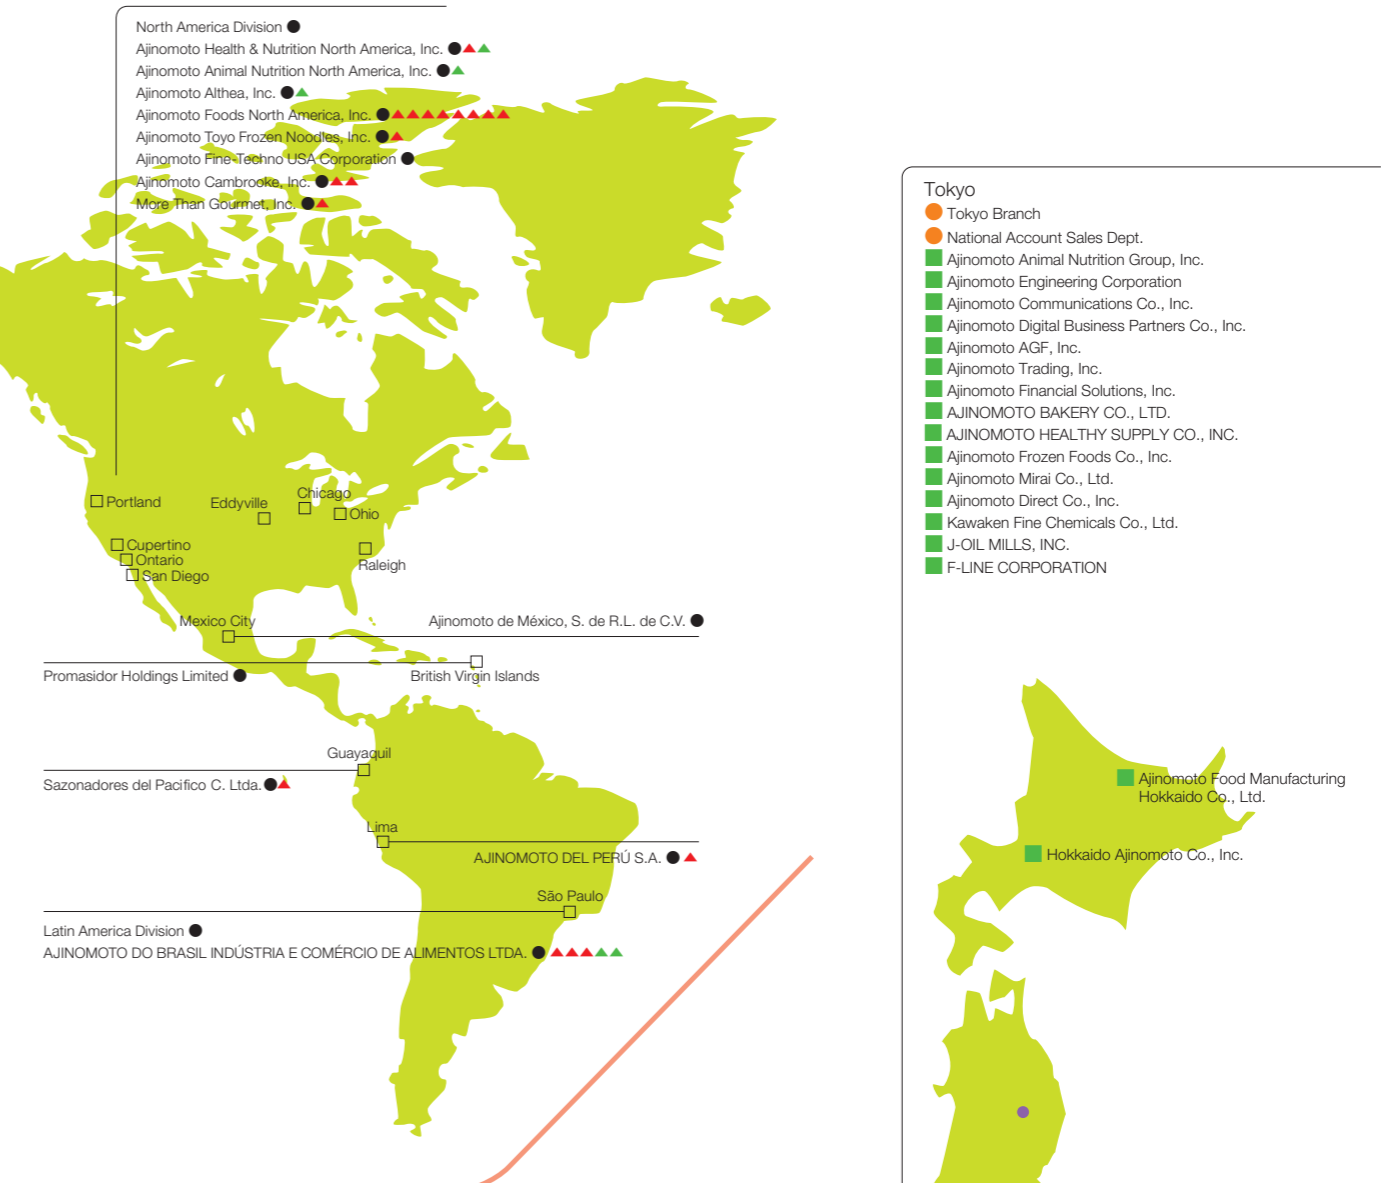 North America Division
Ajinomoto Health & Nutrition North America, Inc.
Ajinomoto Animal Nutrition North America, Inc.
Ajinomoto Althea, Inc.
Ajinomoto Foods North America, Inc.
Ajinomoto Toyo Frozen Noodles, Inc.
Ajinomoto Fine-Techno USA Corporation
Ajinomoto Cambrooke, Inc.
More Than Gourmet, Inc.
Portland
Eddyville
Chicago
Ohio
Cupertino
Ontario
San Diego
Raleigh
Mexico City
Ajinomoto de México, S. de R.L. de C.V.
Promasidor Holdings Limited
British Virgin Islands
Guayaquil
Sazonadores del Pacifico C. Ltda.
Lima
AJINOMOTO DEL PERÚ S.A.
São Paulo
Latin America Division
AJINOMOTO DO BRASIL INDÚSTRIA E COMÉRCIO DE ALIMENTOS LTDA.
Tokyo
Tokyo Branch
National Account Sales Dept.
Ajinomoto Animal Nutrition Group, Inc.
Ajinomoto Engineering Corporation
Ajinomoto Communications Co., Inc.
Ajinomoto Digital Business Partners Co., Inc.
Ajinomoto AGF, Inc.
Ajinomoto Trading, Inc.
Ajinomoto Financial Solutions, Inc.
AJINOMOTO BAKERY CO., LTD.
AJINOMOTO HEALTHY SUPPLY CO., INC.
Ajinomoto Frozen Foods Co., Inc.
Ajinomoto Mirai Co., Ltd.
Ajinomoto Direct Co., Inc.
Kawaken Fine Chemicals Co., Ltd.
J-OIL MILLS, INC.
F-LINE CORPORATION
Ajinomoto Food Manufacturing
Hokkaido Co., Ltd.
Hokkaido Ajinomoto Co., Inc.